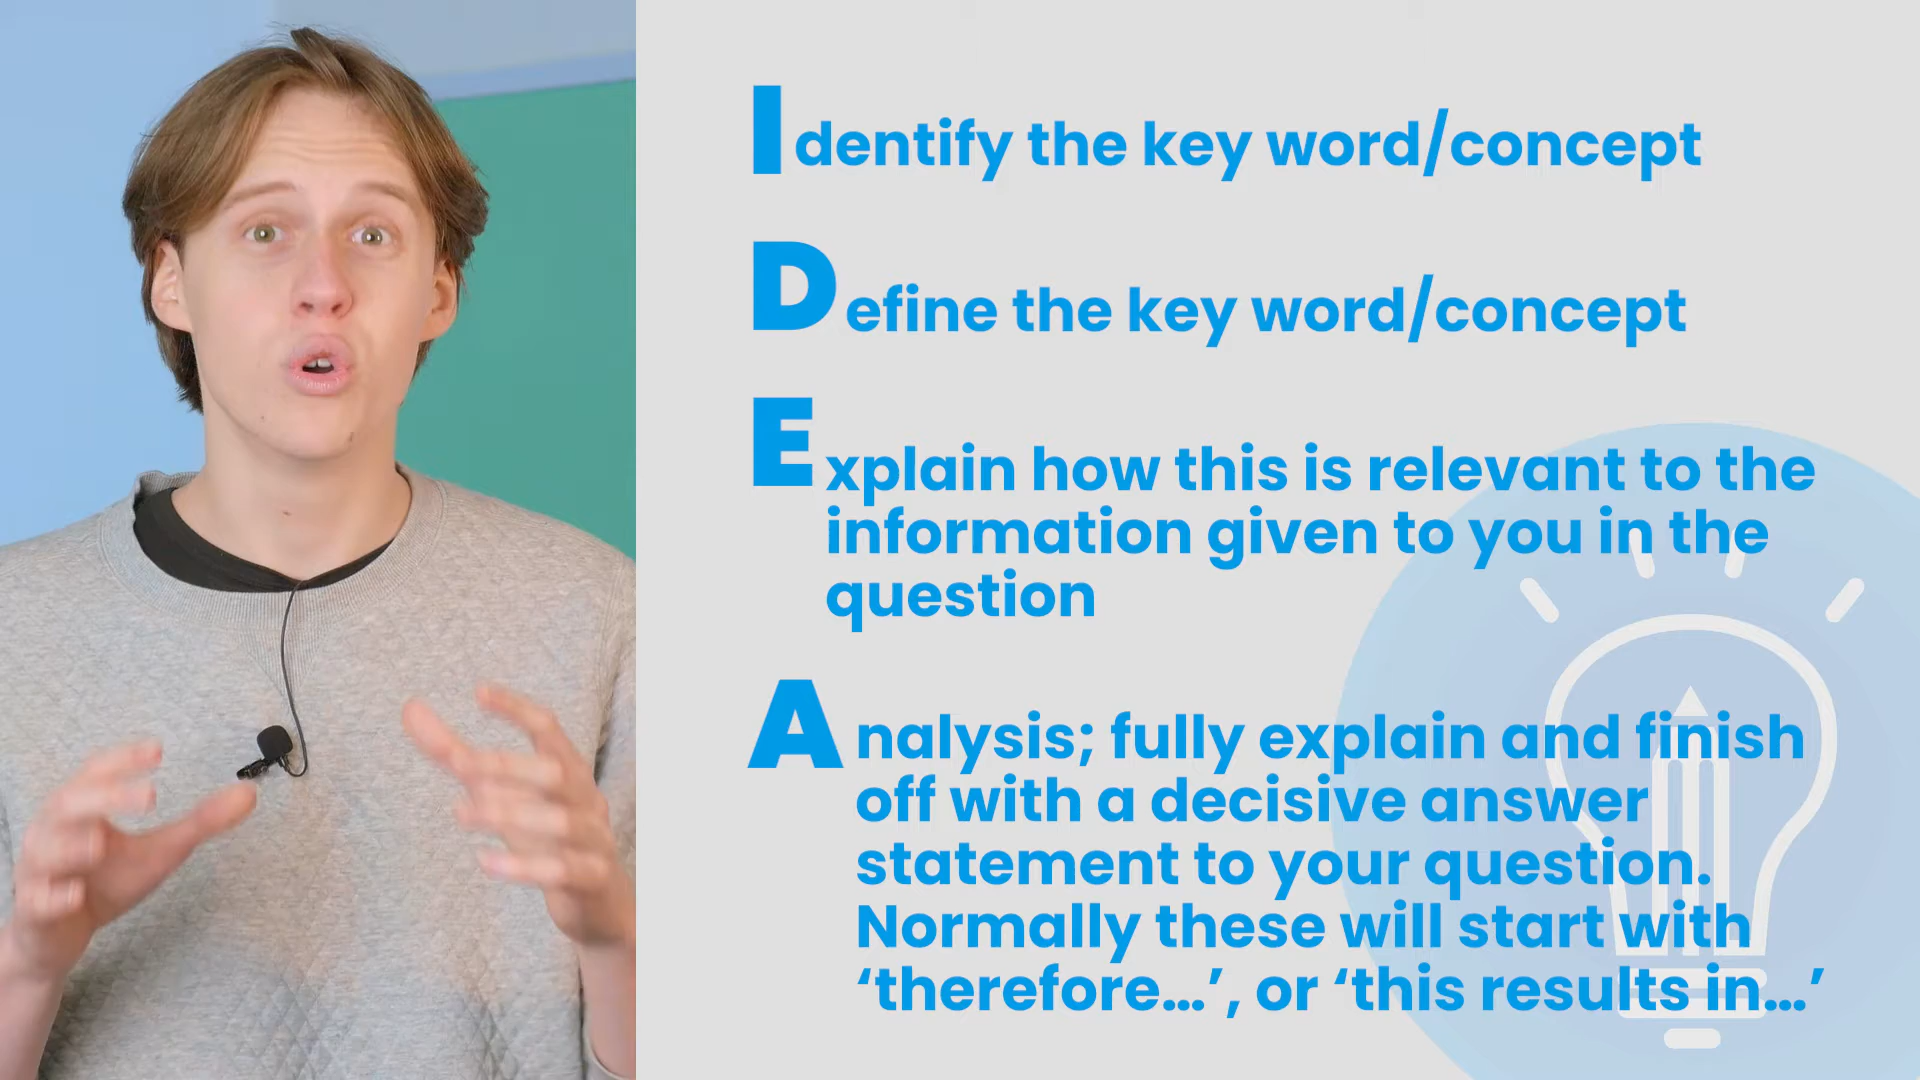 Identify the key word/concept
Define the key word/concept
Explain how this is relevant to the
information given to you in the
question
Analysis; fully explain and finish
off with a decisive answer
statement to your question.
Normally these will start with
‘therefore...’, or ‘this results in...’